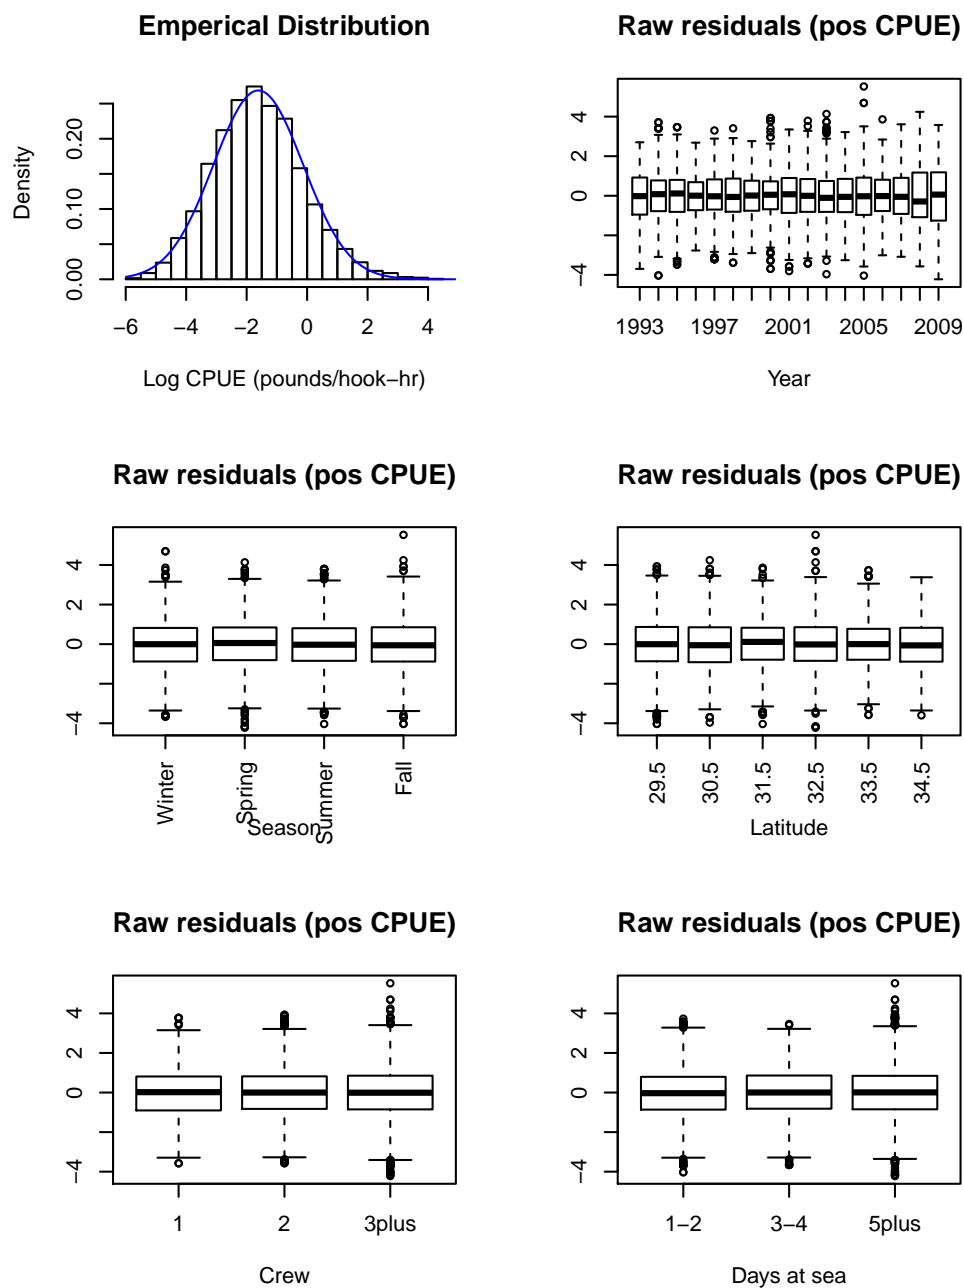 Emperical Distribution
Density
0.00 0.10 0.20
−6 −4 −2 0 2 4
Log CPUE (pounds/hook−hr)
Raw residuals (pos CPUE)
−4 0 2 4
1993 1997 2001 2005 2009
Year
Raw residuals (pos CPUE)
−4 0 2 4
Winter Spring Summer Fall
Season
Raw residuals (pos CPUE)
−4 0 2 4
29.5 30.5 31.5 32.5 33.5 34.5
Latitude
Raw residuals (pos CPUE)
−4 0 2 4
1 2 3plus
Crew
Raw residuals (pos CPUE)
−4 0 2 4
1−2 3−4 5plus
Days at sea